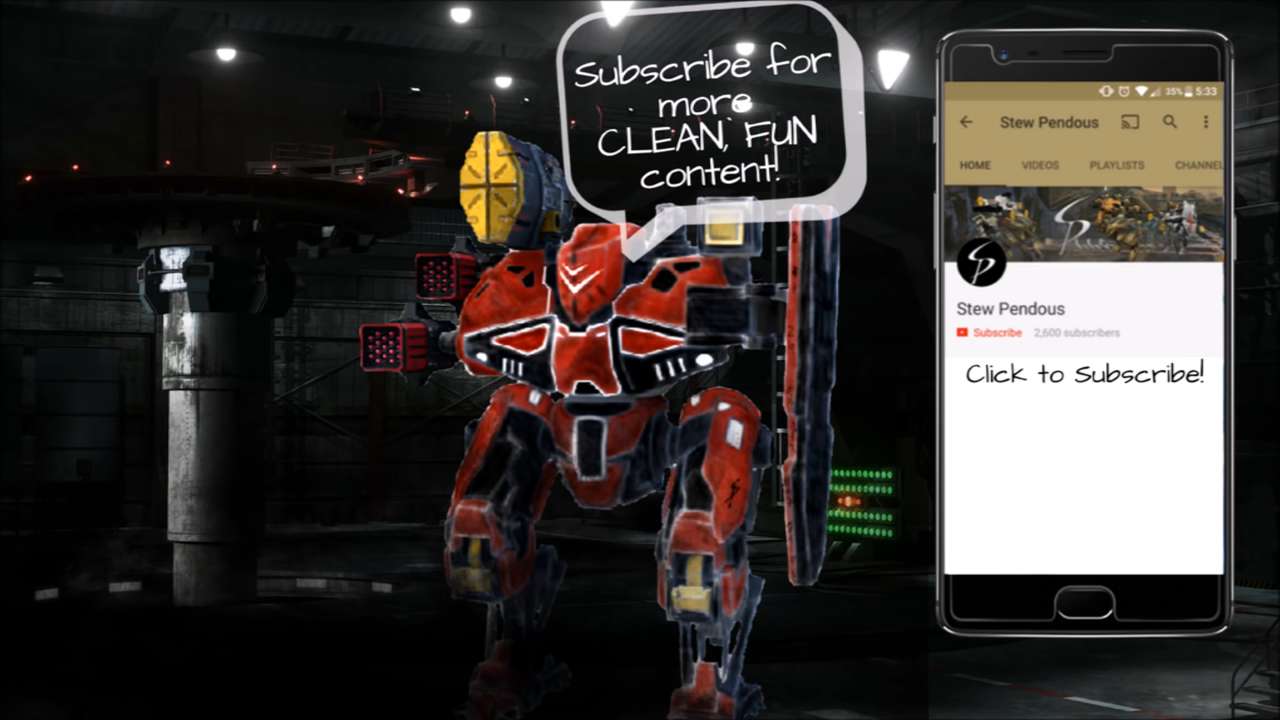 Subscribe for
more
CLEAN, FUN
content!
35% 5:33
Stew Pendous
HOME VIDEOS PLAYLISTS CHANNEL
Stew Pendous
Subscribe 2,600 subscribers
Click to Subscribe!